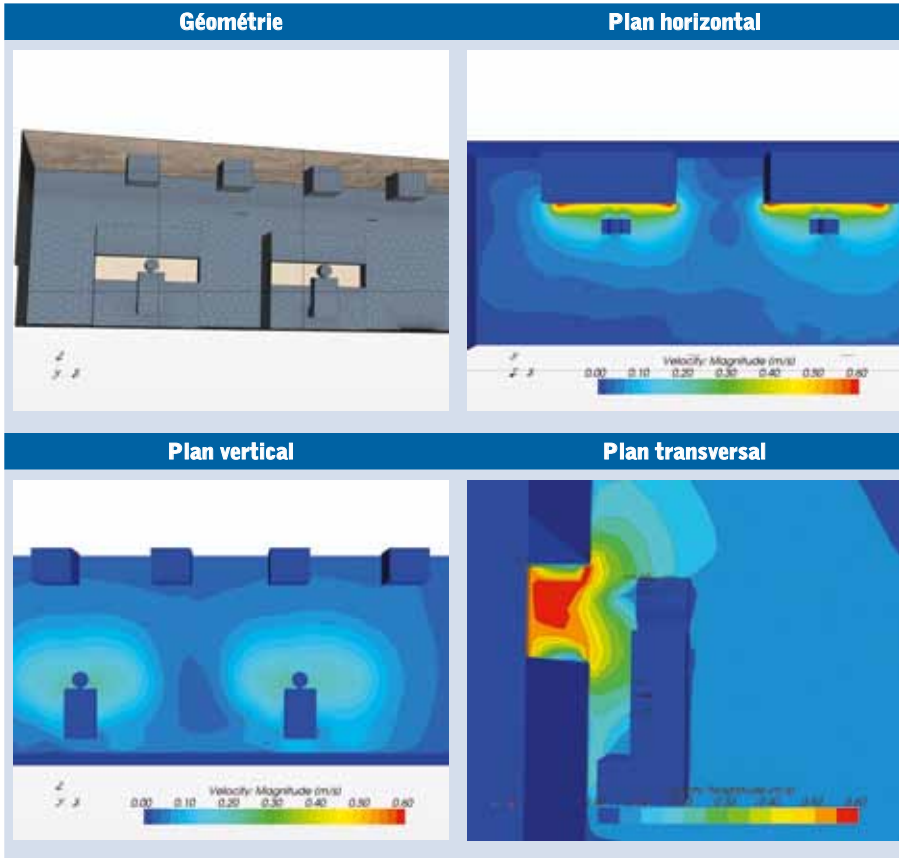 Géométrie
Plan horizontal
Velocity: Magnitude (m/s)
0.00 0.10 0.20 0.30 0.40 0.50 0.60
Plan vertical
Plan transversal
Velocity: Magnitude (m/s)
0.00 0.10 0.20 0.30 0.40 0.50 0.60